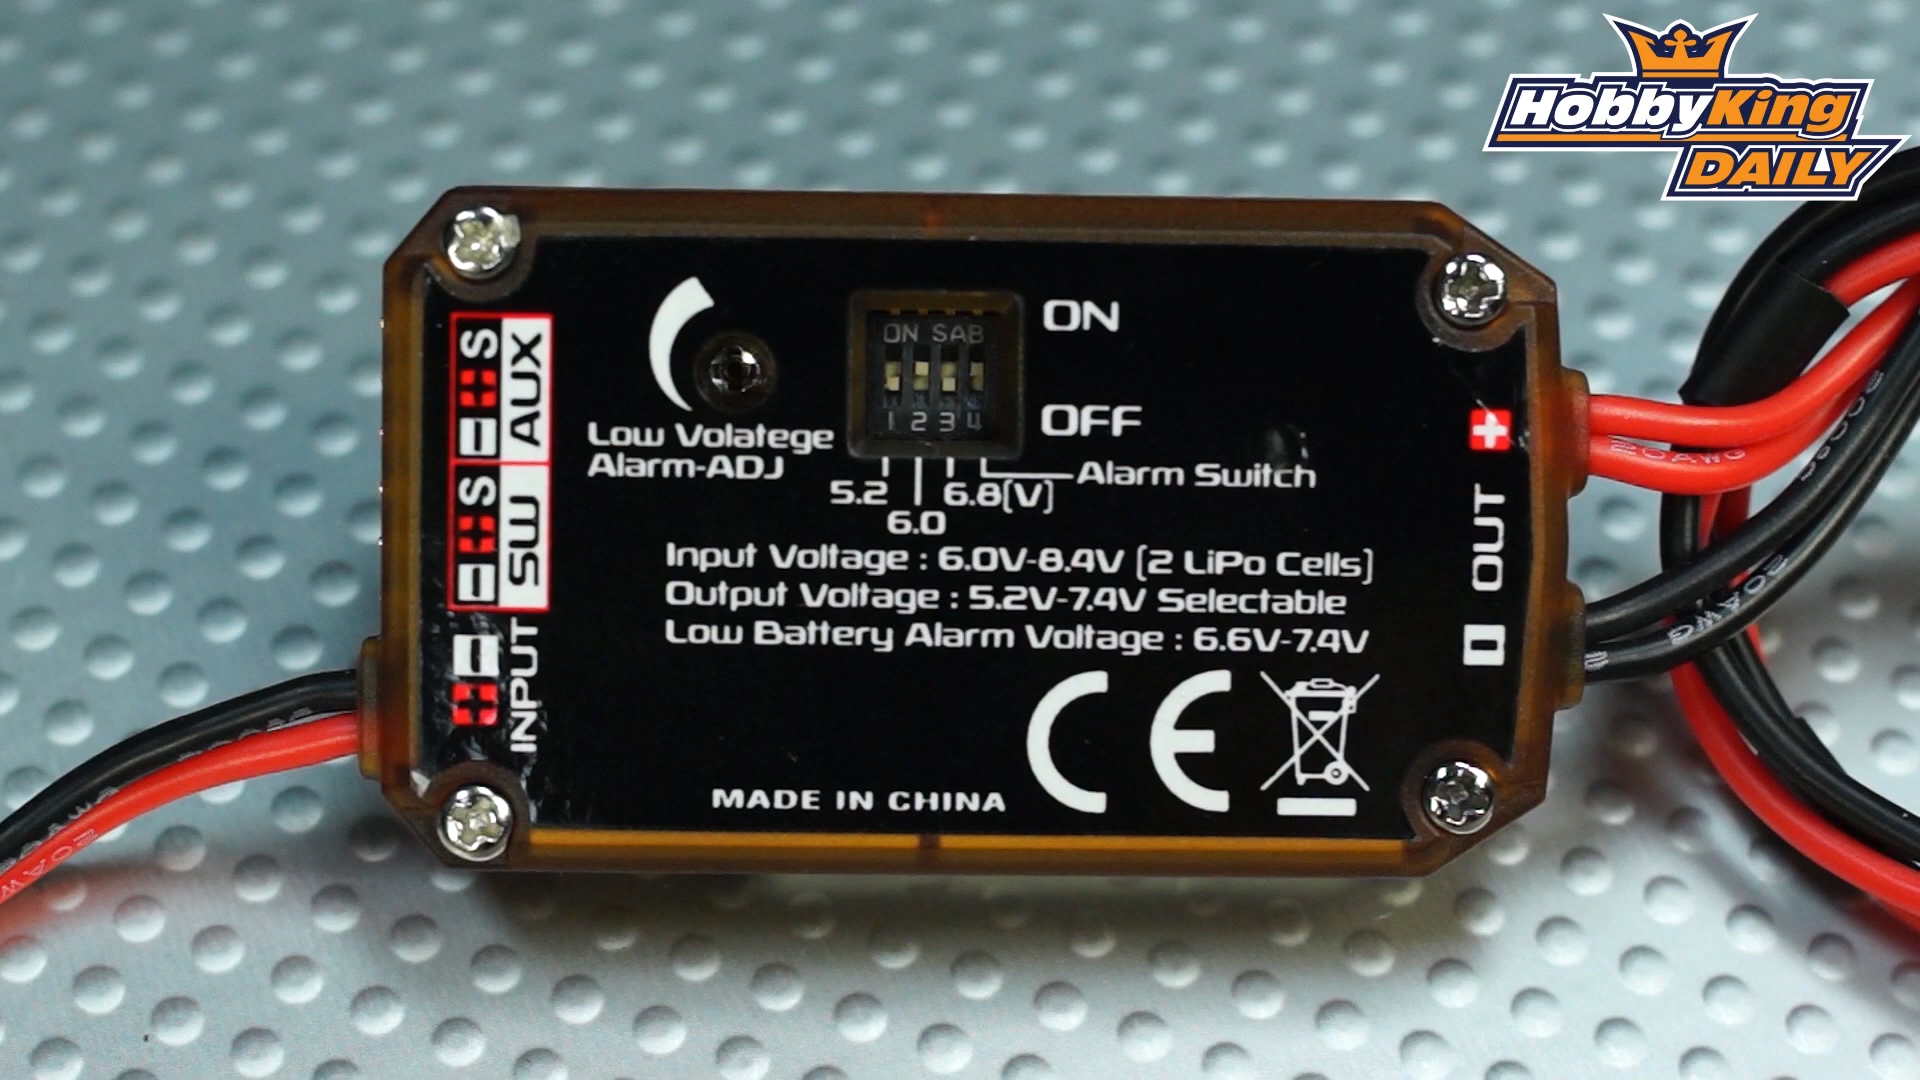 HobbyKing
DAILY
ON
ON SAB
1 2 3 4
OFF
Low Volatege
Alarm-ADJ
Alarm Switch
5.2
6.8(V)
6.0
Input Voltage : 6.0V-8.4V (2 LiPo Cells)
Output Voltage : 5.2V-7.4V Selectable
Low Battery Alarm Voltage : 6.6V-7.4V
MADE IN CHINA
CE
- + S
AUX
- + S
SW
+ -
INPUT
+
OUT
-
20AWG
20AWG